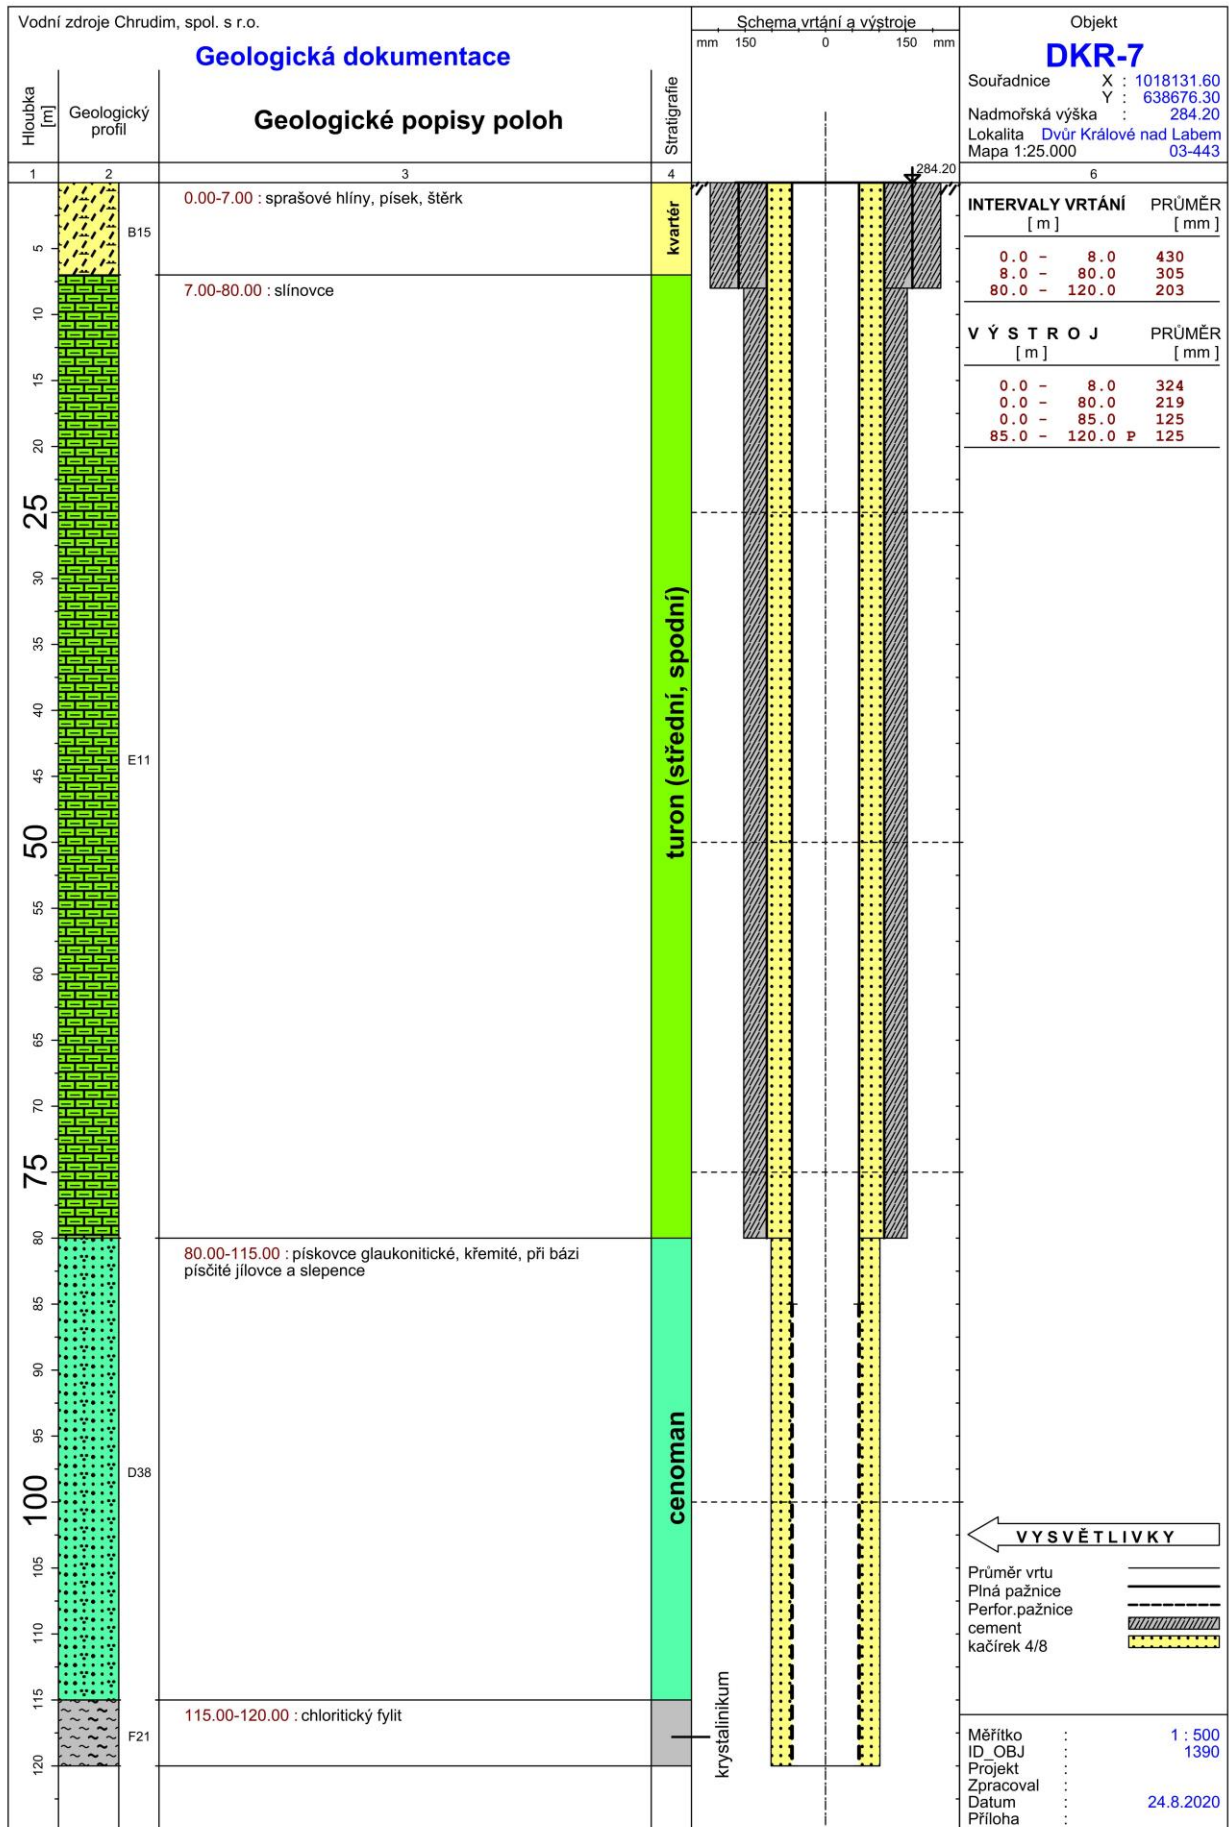 Vodní zdroje Chrudim, spol. s r.o.
Geologická dokumentace
Hloubka [m]
Geologický profil
Geologické popisy poloh
Stratigrafie
Schema vrtání a výstroje
mm 150 0 150 mm
Objekt
DKR-7
Souřadnice X : 1018131.60
Y : 638676.30
Nadmořská výška : 284.20
Lokalita Dvůr Králové nad Labem
Mapa 1:25.000 03-443
1 2 3 4 6
284.20
0.00-7.00 : sprašové hlíny, písek, štěrk
B15
kvartér
7.00-80.00 : slínovce
E11
turon (střední, spodní)
80.00-115.00 : pískovce glaukonitické, křemité, při bázi
písčité jílovce a slepence
D38
cenoman
115.00-120.00 : chloritický fylit
F21
krystalinikum
5
10
15
20
25
30
35
40
45
50
55
60
65
70
75
80
85
90
95
100
105
110
115
120
INTERVALY VRTÁNÍ PRŮMĚR
[ m ] [ mm ]
0.0 - 8.0 430
8.0 - 80.0 305
80.0 - 120.0 203
V Ý S T R O J PRŮMĚR
[ m ] [ mm ]
0.0 - 8.0 324
0.0 - 80.0 219
0.0 - 85.0 125
85.0 - 120.0 P 125
VYSVĚTLIVKY
Průměr vrtu
Plná pažnice
Perfor.pažnice
cement
kačírek 4/8
Měřítko : 1 : 500
ID_OBJ : 1390
Projekt :
Zpracoval :
Datum : 24.8.2020
Příloha :